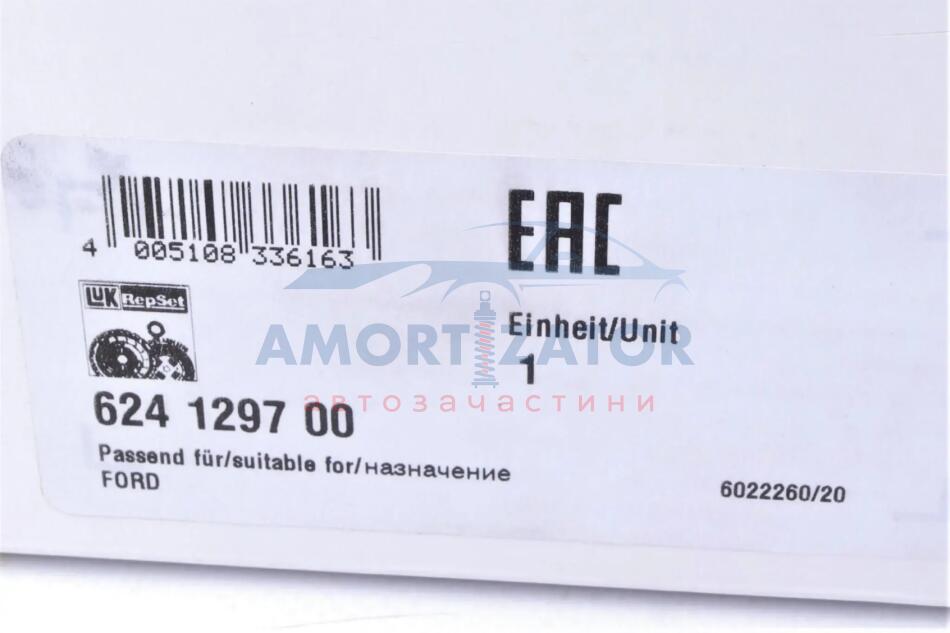 4 005108 336163
EAC
LUK RepSet
Einheit/Unit
1
AMORTIZATOR
автозачастини
624 1297 00
Passend für/suitable for/назначение
FORD
6022260/20